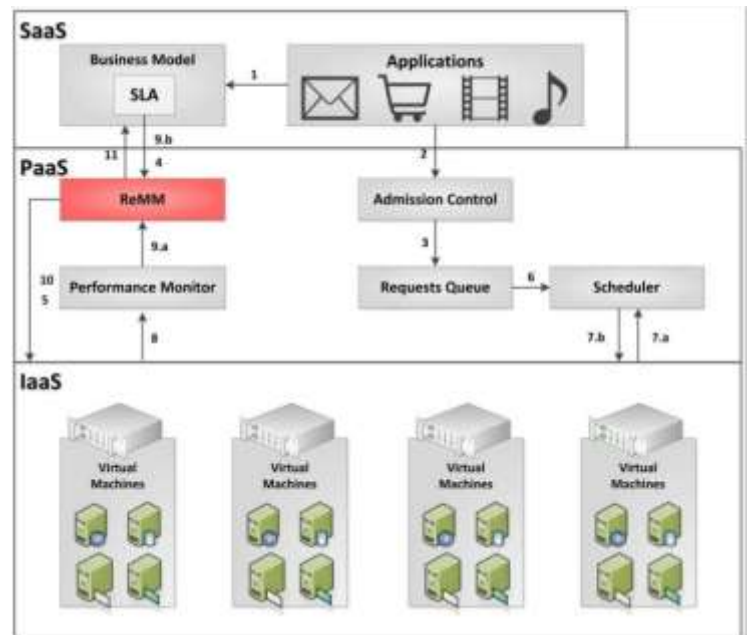 SaaS
Business Model
Applications
SLA
1
9.b
4
11
2
PaaS
ReMM
Admission Control
9.a
3
10
5
Performance Monitor
Requests Queue
6
Scheduler
8
7.b
7.a
IaaS
Virtual
Machines
Virtual
Machines
Virtual
Machines
Virtual
Machines